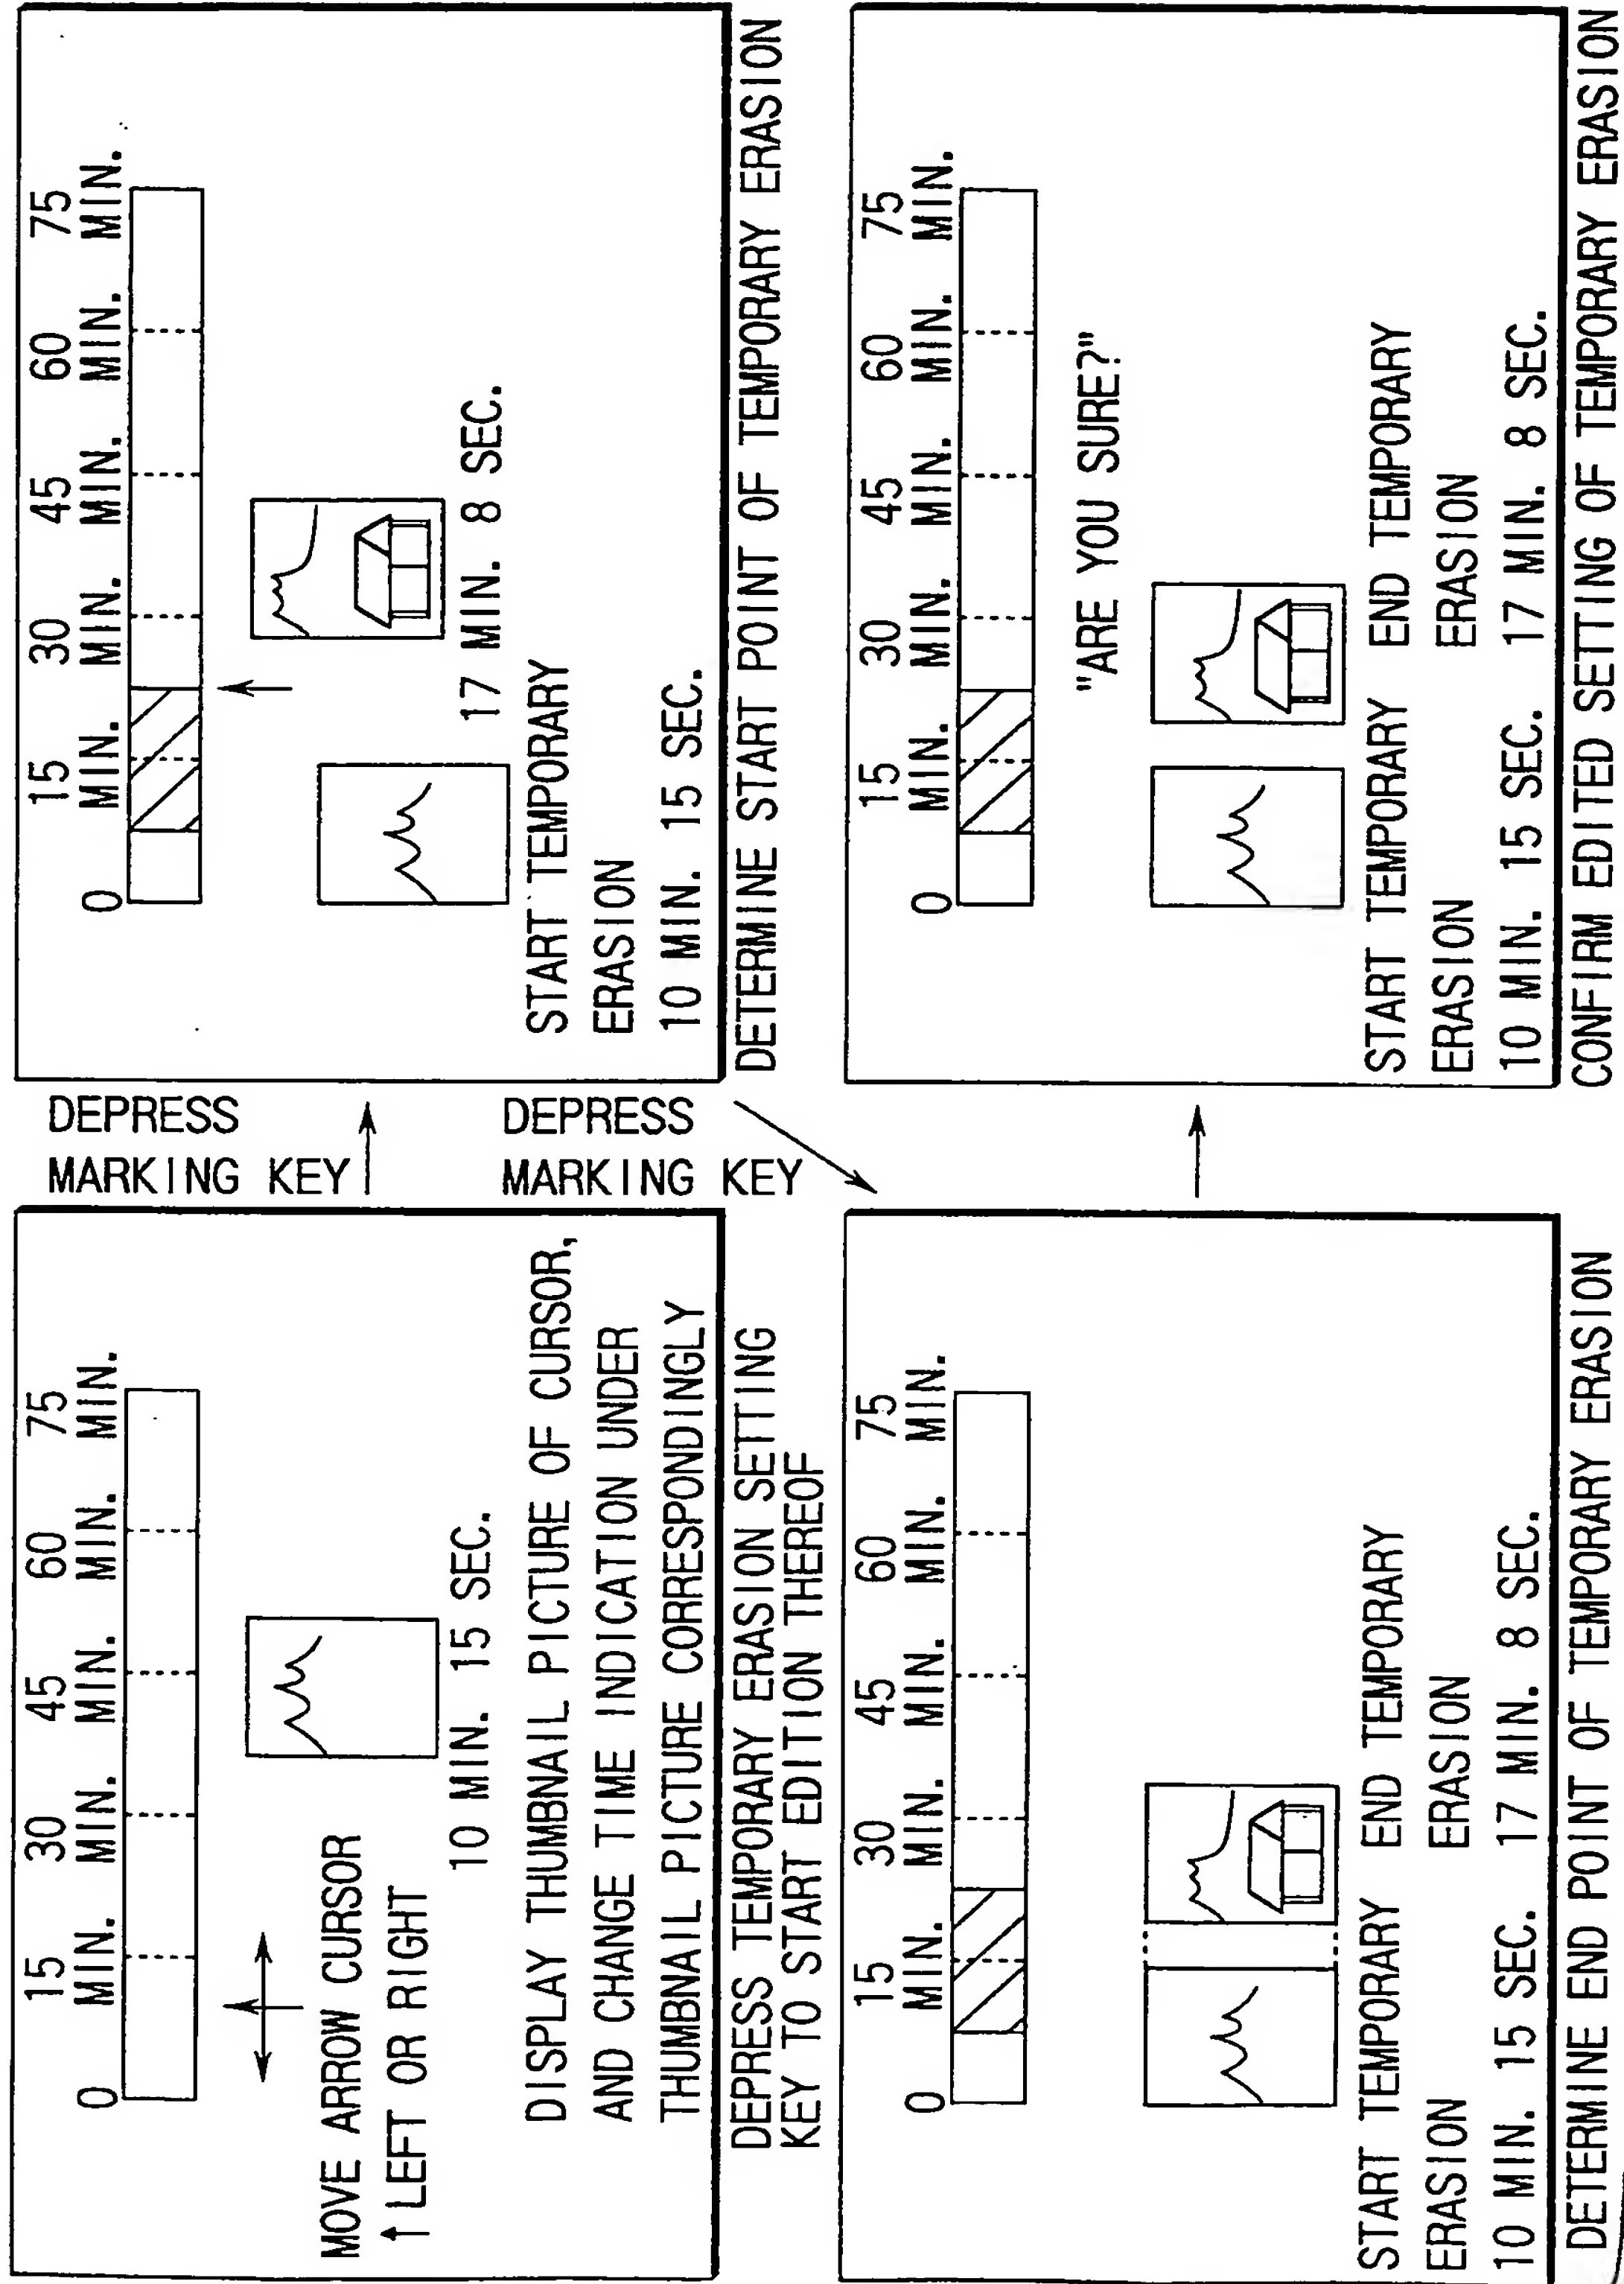 0
15
MIN.
30
MIN.
45
MIN.
60
MIN.
75
MIN.
MOVE ARROW CURSOR
↑ LEFT OR RIGHT
10 MIN. 15 SEC.
DISPLAY THUMBNAIL PICTURE OF CURSOR,
AND CHANGE TIME INDICATION UNDER
THUMBNAIL PICTURE CORRESPONDINGLY
DEPRESS TEMPORARY ERASION SETTING
KEY TO START EDITION THEREOF
DEPRESS
MARKING KEY
0
15
MIN.
30
MIN.
45
MIN.
60
MIN.
75
MIN.
17 MIN. 8 SEC.
START TEMPORARY
ERASION
10 MIN. 15 SEC.
DETERMINE START POINT OF TEMPORARY ERASION
DEPRESS
MARKING KEY
0
15
MIN.
30
MIN.
45
MIN.
60
MIN.
75
MIN.
START TEMPORARY END TEMPORARY
ERASION ERASION
10 MIN. 15 SEC. 17 MIN. 8 SEC.
DETERMINE END POINT OF TEMPORARY ERASION
0
15
MIN.
30
MIN.
45
MIN.
60
MIN.
75
MIN.
"ARE YOU SURE?"
START TEMPORARY END TEMPORARY
ERASION ERASION
10 MIN. 15 SEC. 17 MIN. 8 SEC.
CONFIRM EDITED SETTING OF TEMPORARY ERASION